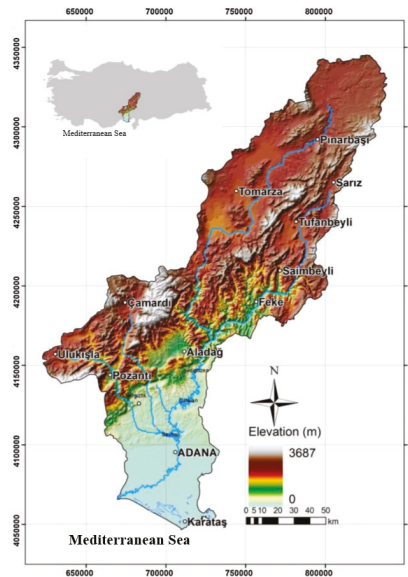 650000 700000 750000 800000
4350000
4300000
4250000
4200000
4150000
4100000
4050000
Mediterranean Sea
Pınarbaşı
Sarız
Tomarza
Tufanbeyli
Saimbeyli
Çamardı
Feke
Ulukışla
Aladağ
Pozantı
N
Elevation (m)
3687
0
ADANA
0 5 10 20 30 40 50
km
Karataş
Mediterranean Sea
650000 700000 750000 800000